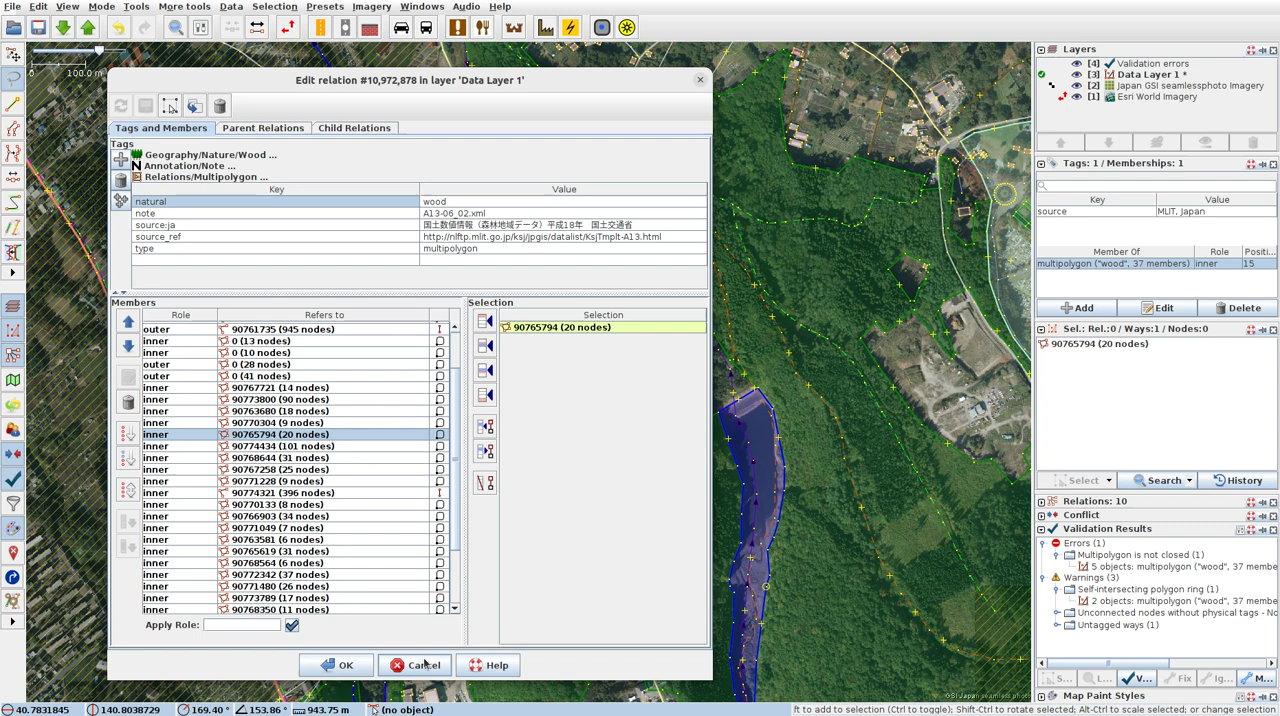 File Edit View Mode Tools More tools Data Selection Presets Imagery Windows Audio Help
0 100.0 m
Edit relation #10,972,878 in layer 'Data Layer 1'
Tags and Members Parent Relations Child Relations
Tags
Geography/Nature/Wood ...
Annotation/Note ...
Relations/Multipolygon ...
Key Value
natural wood
note A13-06_02.xml
source:ja 国土数値情報（森林地域データ）平成18年　国土交通省
source_ref http://nlftp.mlit.go.jp/ksj/jpgis/datalist/KsjTmplt-A13.html
type multipolygon
Members
Role Refers to
outer 90761735 (945 nodes)
inner 0 (13 nodes)
inner 0 (10 nodes)
outer 0 (28 nodes)
outer 0 (41 nodes)
inner 90767721 (14 nodes)
inner 90773800 (90 nodes)
inner 90763680 (18 nodes)
inner 90770304 (9 nodes)
inner 90765794 (20 nodes)
inner 90774434 (101 nodes)
inner 90768644 (31 nodes)
inner 90767258 (25 nodes)
inner 90771228 (9 nodes)
inner 90774321 (396 nodes)
inner 90770133 (8 nodes)
inner 90766903 (34 nodes)
inner 90771049 (7 nodes)
inner 90763581 (6 nodes)
inner 90765619 (31 nodes)
inner 90768564 (6 nodes)
inner 90772342 (37 nodes)
inner 90771480 (26 nodes)
inner 90773789 (17 nodes)
inner 90768350 (11 nodes)
Apply Role:
Selection
Selection
90765794 (20 nodes)
OK Cancel Help
Layers
[4] Validation errors
[3] Data Layer 1 *
[2] Japan GSI seamlessphoto Imagery
[1] Esri World Imagery
Tags: 1 / Memberships: 1
Key Value
source MLIT, Japan
Member Of Role Positi...
multipolygon ("wood", 37 members) inner 15
Add Edit Delete
Sel.: Rel.:0 / Ways:1 / Nodes:0
90765794 (20 nodes)
Select Search History
Relations: 10
Conflict
Validation Results
Errors (1)
Multipolygon is not closed (1)
5 objects: multipolygon ("wood", 37 membe
Warnings (3)
Self-intersecting polygon ring (1)
2 objects: multipolygon ("wood", 37 membe
Unconnected nodes without physical tags - No
Untagged ways (1)
S... L... V... Fix Ig... M...
Map Paint Styles
GSI Japan seamless photo
40.7831845 140.8038729 169.40 ° 153.86 ° 943.75 m (no object) ft to add to selection (Ctrl to toggle); Shift-Ctrl to rotate selected; Alt-Ctrl to scale selected; or change selection